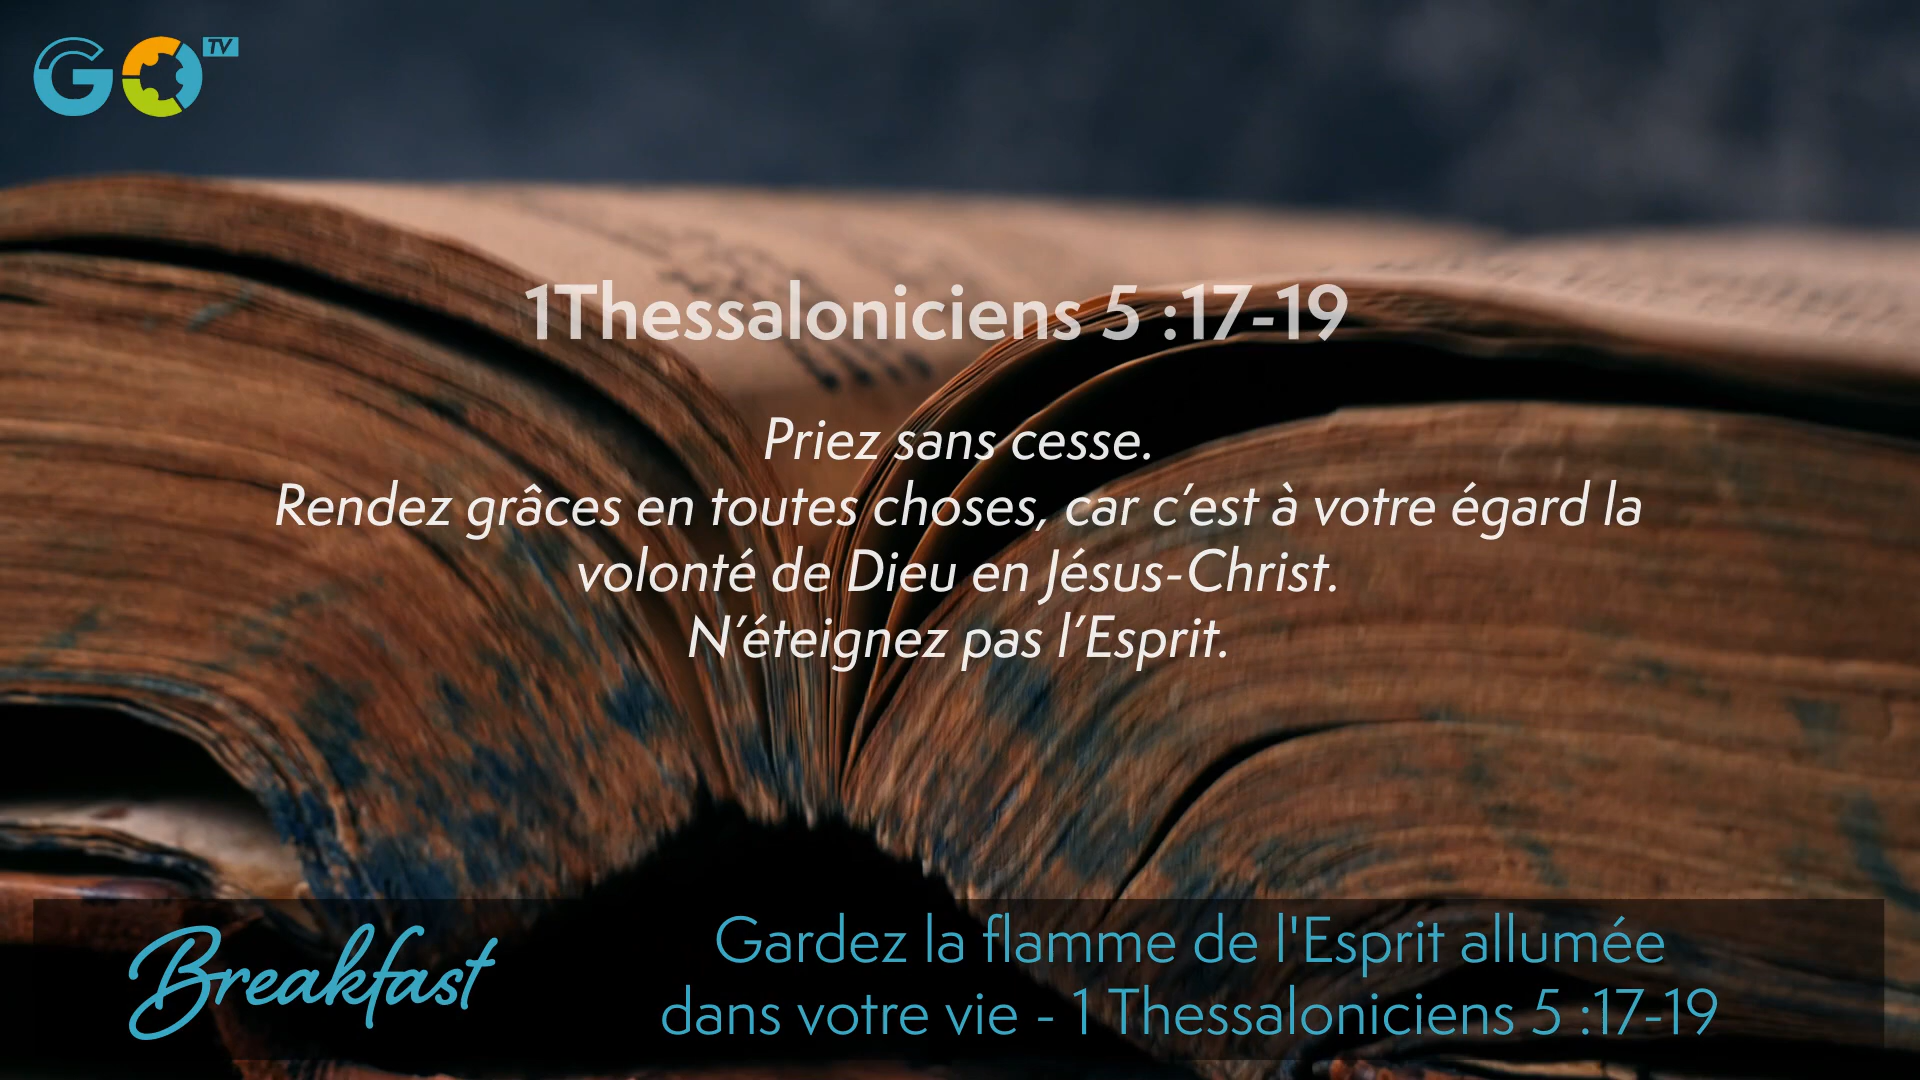 GO TV
1Thessaloniciens 5 :17-19
Priez sans cesse.
Rendez grâces en toutes choses, car c’est à votre égard la
volonté de Dieu en Jésus-Christ.
N’éteignez pas l’Esprit.
Breakfast
Gardez la flamme de l'Esprit allumée
dans votre vie - 1 Thessaloniciens 5 :17-19